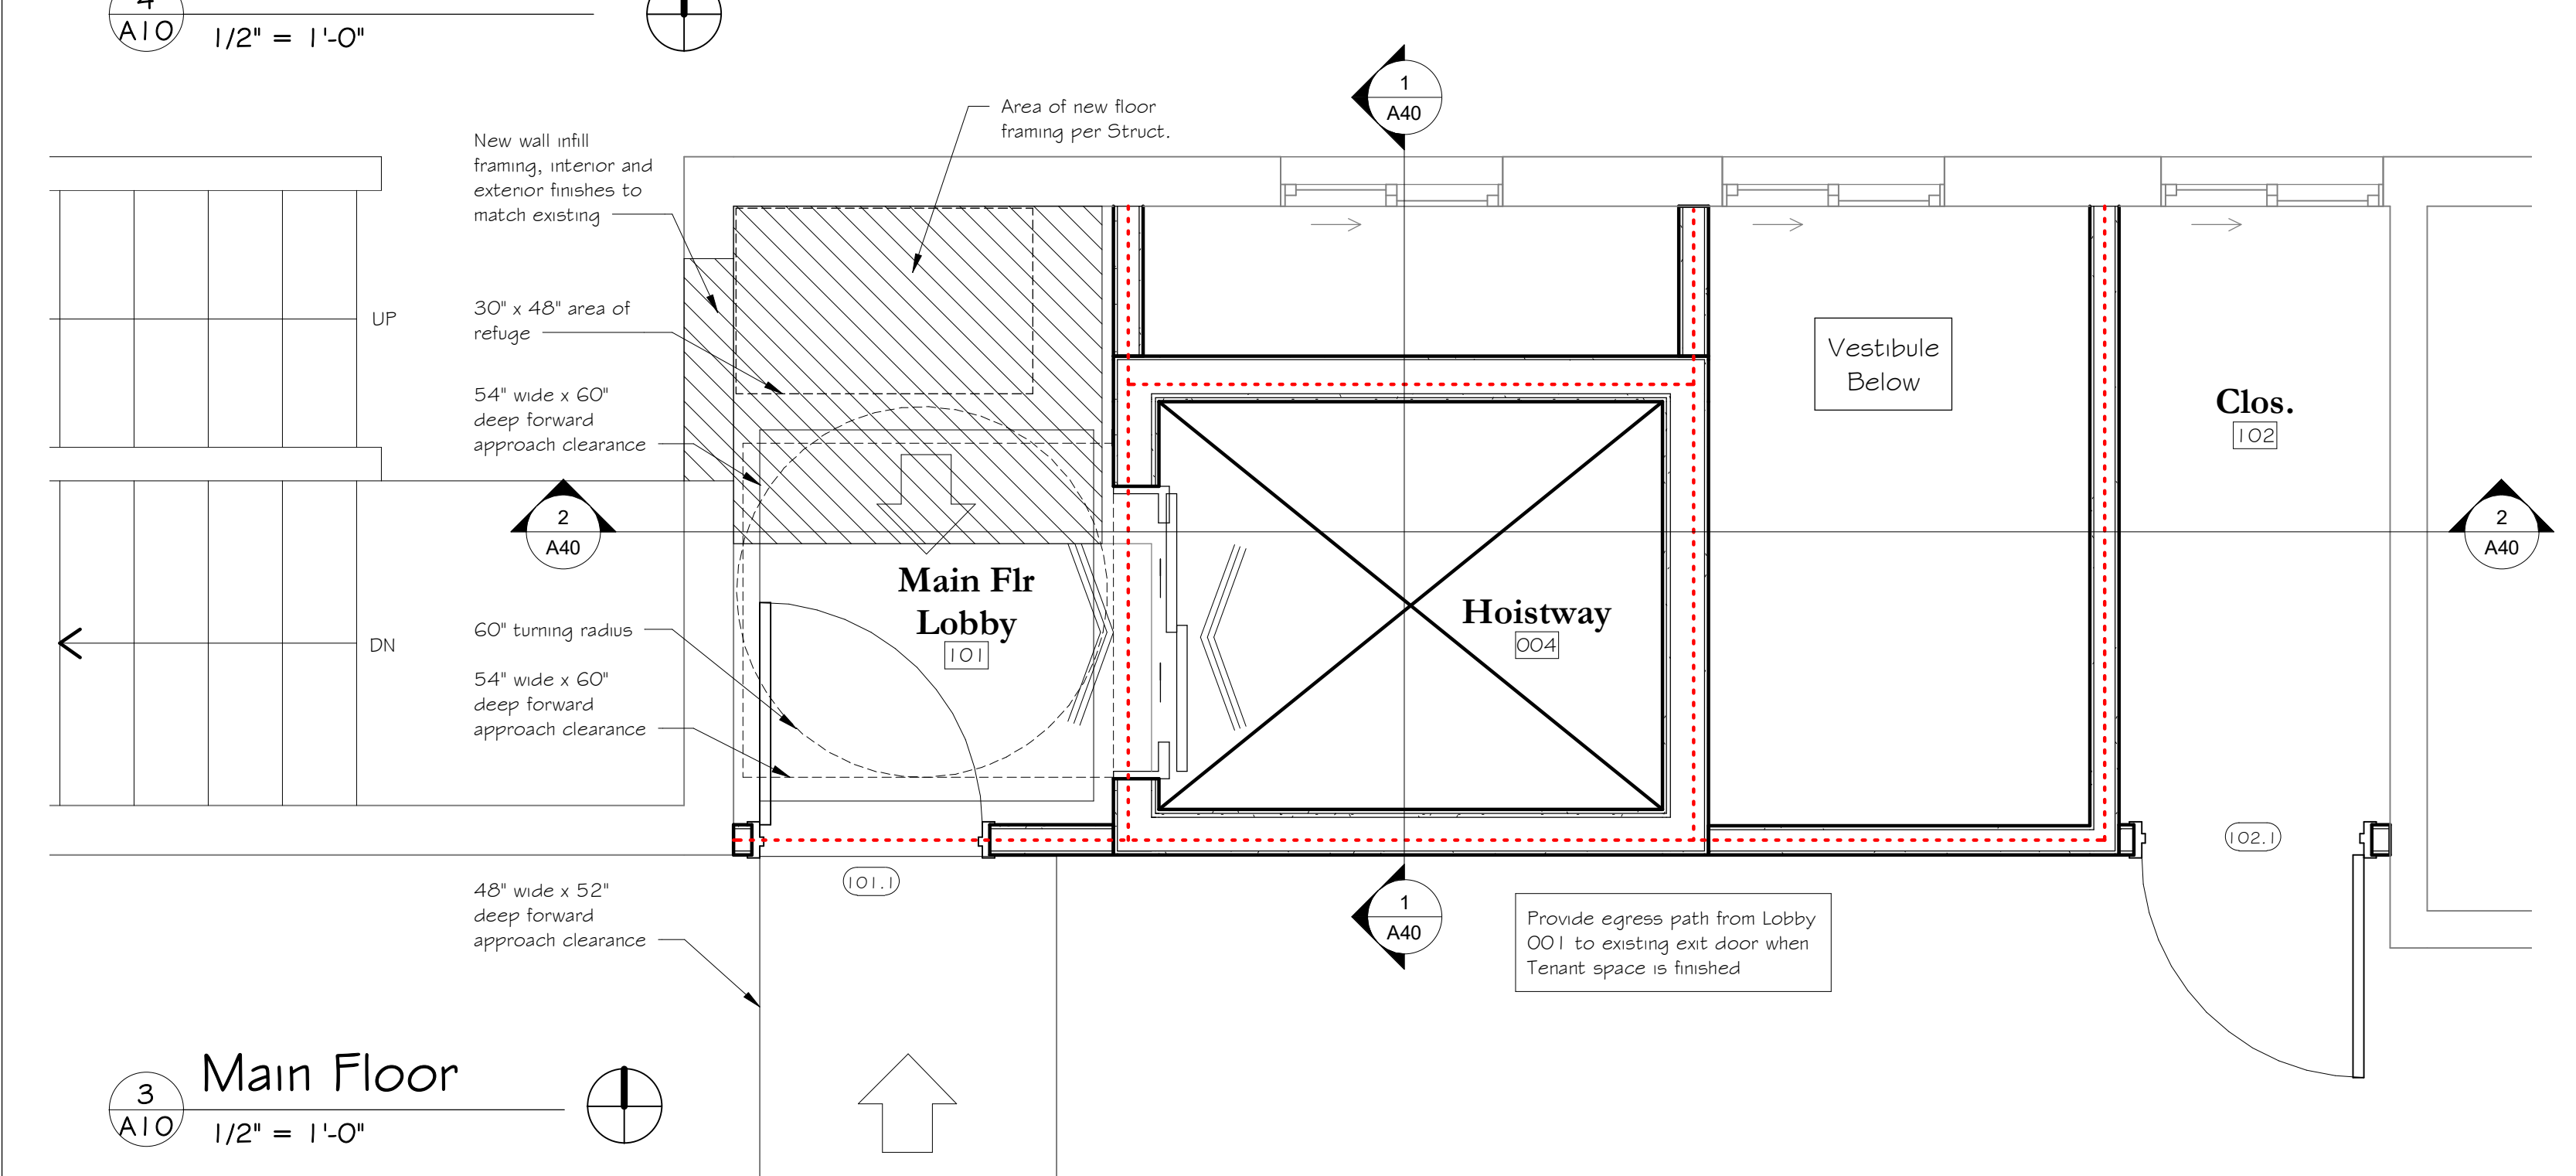 4
A10
1/2" = 1'-0"
1
A40
Area of new floor
framing per Struct.
New wall infill
framing, interior and
exterior finishes to
match existing
UP
30" x 48" area of
refuge
54" wide x 60"
deep forward
approach clearance
Vestibule
Below
Clos.
102
2
A40
2
A40
Main Flr
Lobby
101
Hoistway
004
DN
60" turning radius
54" wide x 60"
deep forward
approach clearance
101.1
102.1
48" wide x 52"
deep forward
approach clearance
1
A40
Provide egress path from Lobby
001 to existing exit door when
Tenant space is finished
3
A10
Main Floor
1/2" = 1'-0"